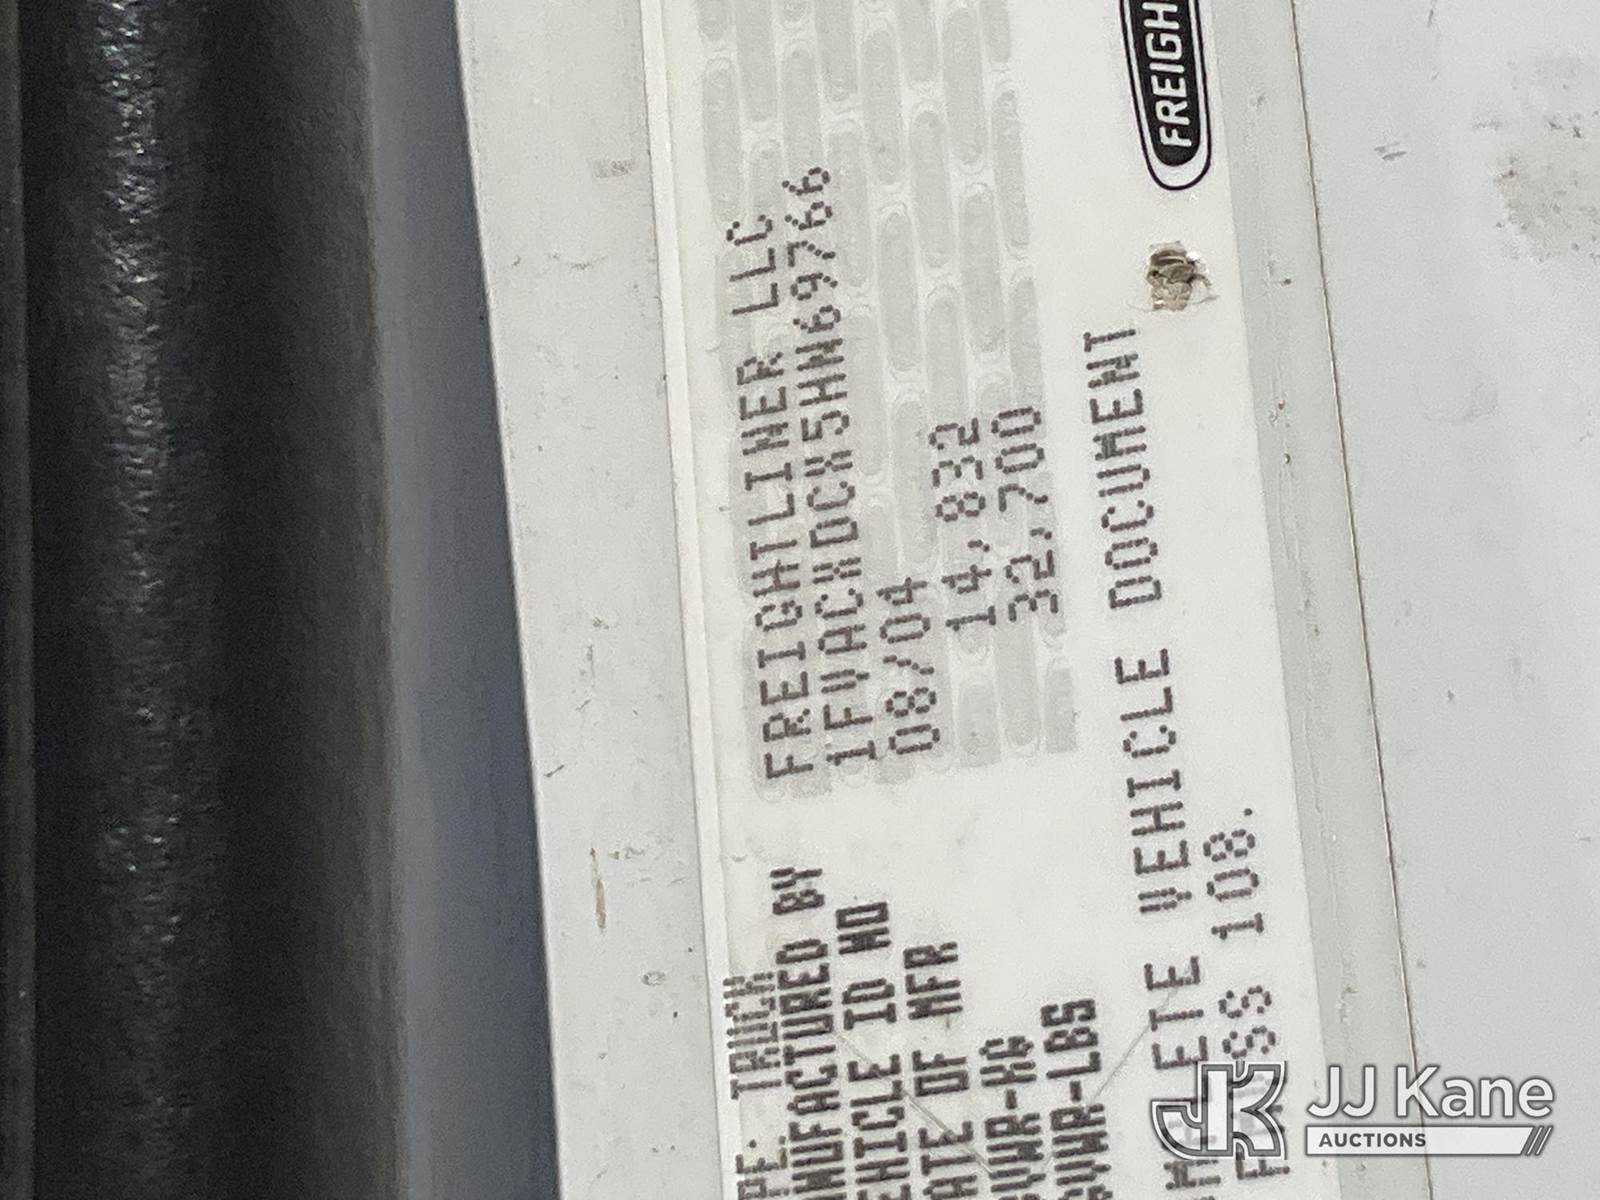 TRUCK
MANUFACTURED BY FREIGHTLINER LLC
VEHICLE ID NO 1FVACXDCX5HN69766
DATE OF MFR 08/04
GVWR-KG 14,832
GVWR-LBS 32,700
VEHICLE DOCUMENT
108.
FREIGH
JK JJ Kane
AUCTIONS